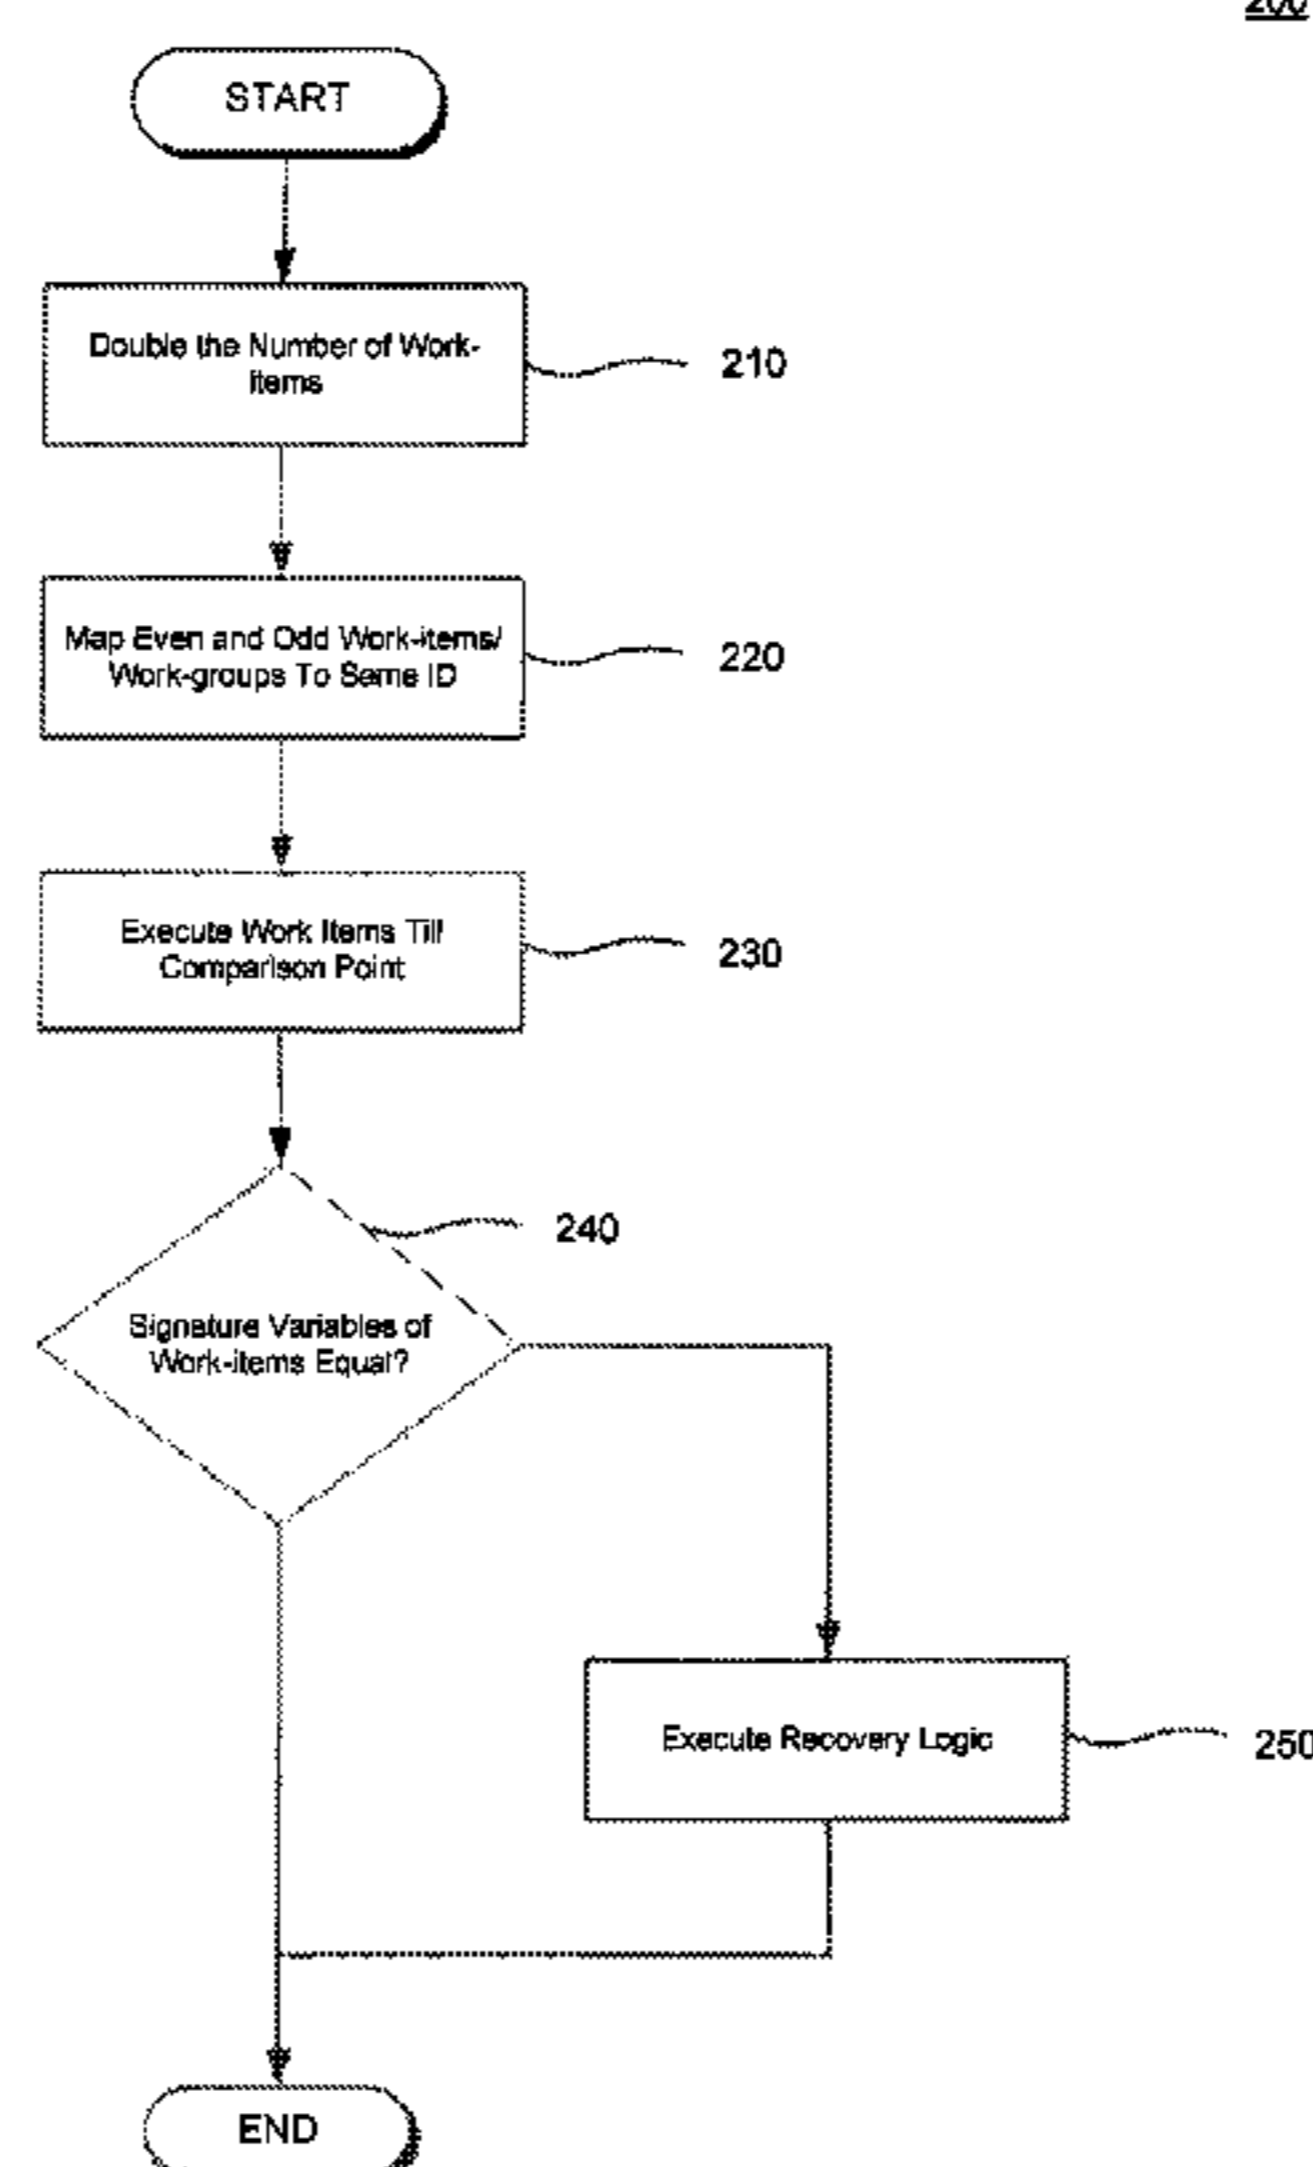 200
START
Double the Number of Work-
items
210
Map Even and Odd Work-items/
Work-groups To Same ID
220
Execute Work Items Till
Comparison Point
230
240
Signature Variables of
Work-items Equal?
Execute Recovery Logic
250
END